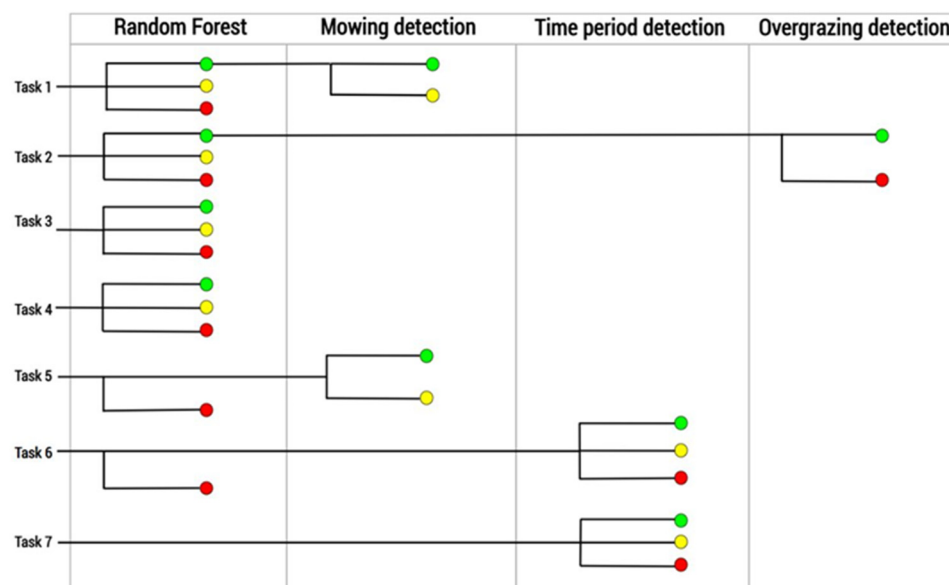 Random Forest Mowing detection Time period detection Overgrazing detection
Task 1
Task 2
Task 3
Task 4
Task 5
Task 6
Task 7